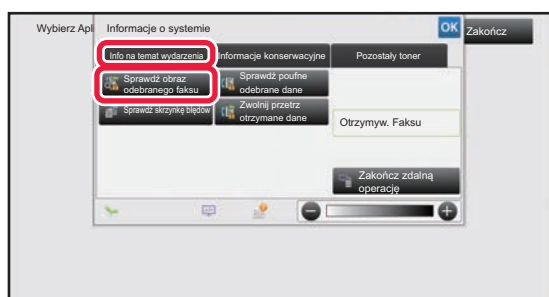 Wybierz Apl
Informacje o systemie
OK
Zakończ
Info na temat wydarzenia
Informacje konserwacyjne
Pozostały toner
Sprawdź obraz
odebranego faksu
Sprawdź poufne
odebrane dane
Sprawdź skrzynkę błędów
Zwolnij przetrz
otrzymane dane
Otrzymyw. Faksu
Zakończ zdalną
operację